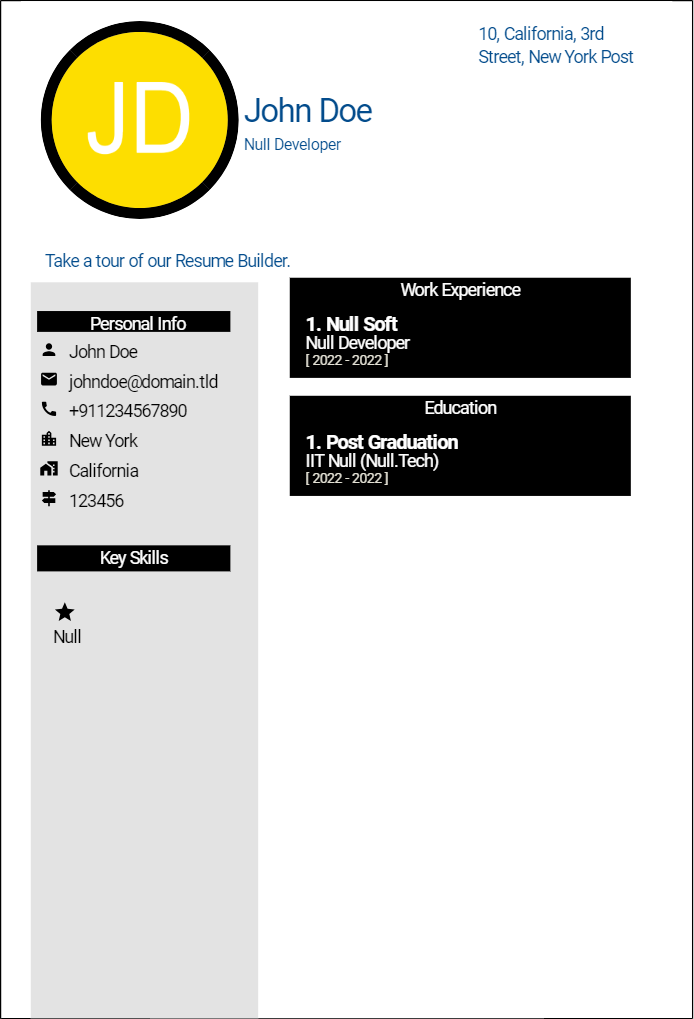 10, California, 3rd
Street, New York Post
JD
John Doe
Null Developer
Take a tour of our Resume Builder.
Personal Info
John Doe
johndoe@domain.tld
+911234567890
New York
California
123456
Key Skills
Null
Work Experience
1. Null Soft
Null Developer
[ 2022 - 2022 ]
Education
1. Post Graduation
IIT Null (Null.Tech)
[ 2022 - 2022 ]